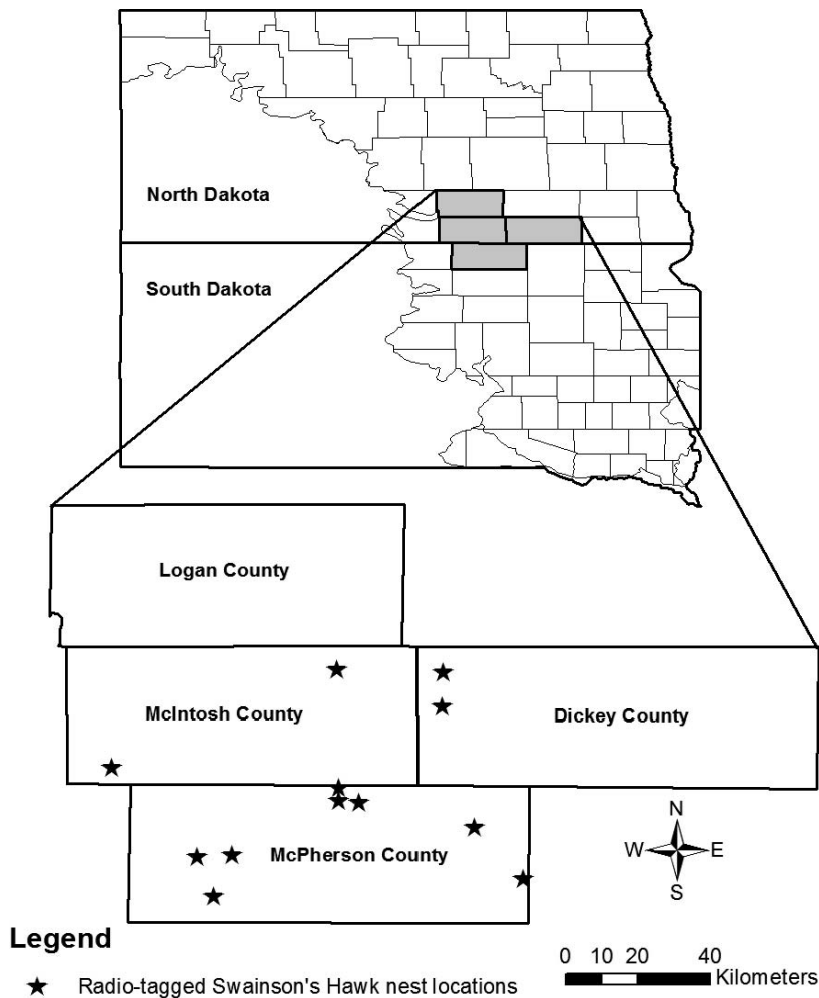 North Dakota
South Dakota
Logan County
McIntosh County
Dickey County
McPherson County
N
W E
S
Legend
Radio-tagged Swainson's Hawk nest locations
0 10 20 40
Kilometers